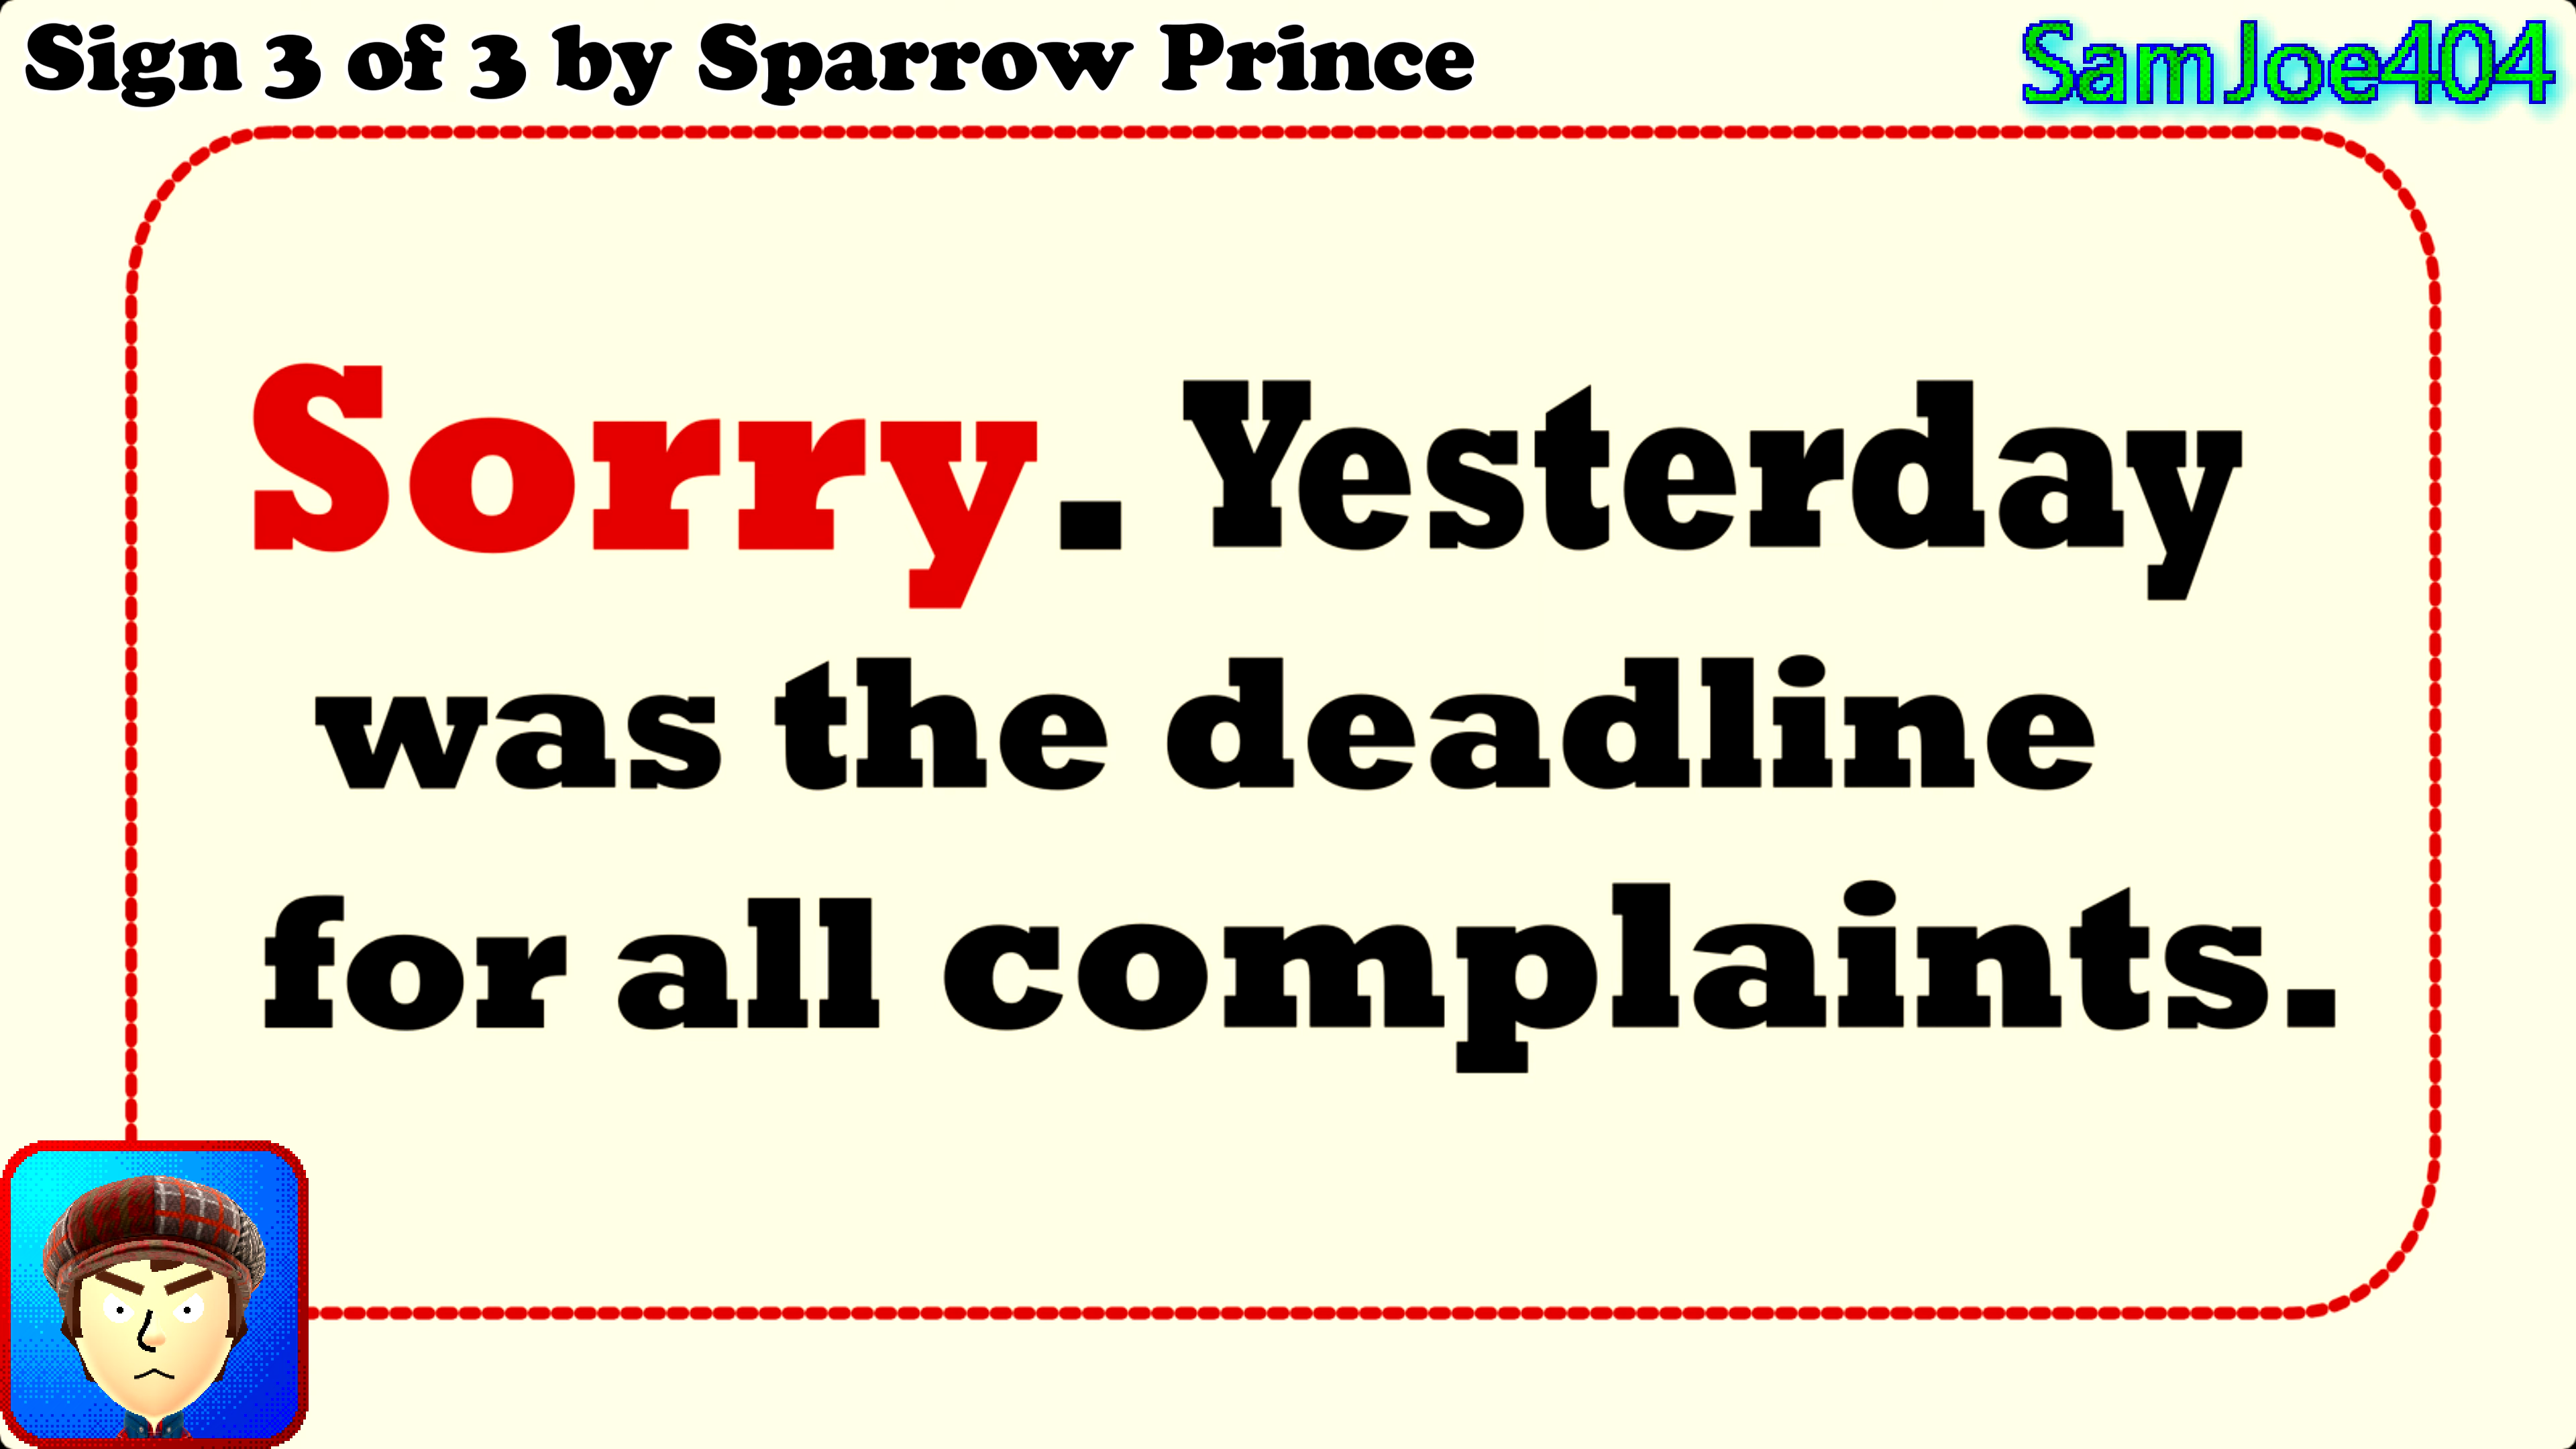 Sign 3 of 3 by Sparrow Prince
SamJoe404
Sorry. Yesterday
was the deadline
for all complaints.